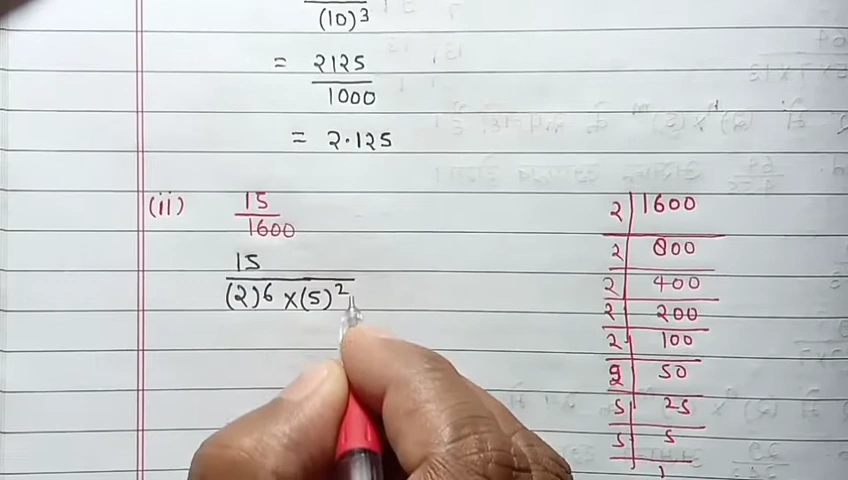 (10)³
= 2125
1000
= 2.125
(ii) 15
1600
15
(2)⁶ ×(5)²
2 | 1600
2 | 800
2 | 400
2 | 200
2 | 100
2 | 50
5 | 25
5 | 5
1